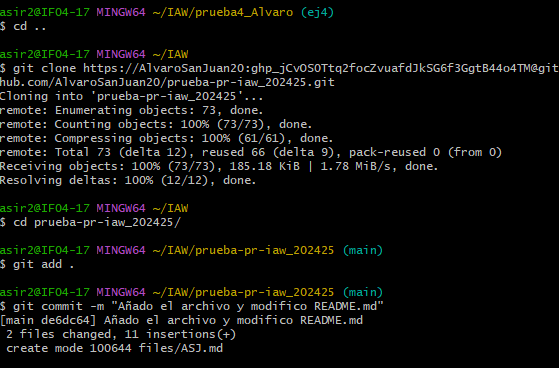 asir2@IF04-17 MINGW64 ~/IAW/prueba4_Alvaro (ej4)
$ cd ..
asir2@IF04-17 MINGW64 ~/IAW
$ git clone https://AlvaroSanJuan20:@git
hub.com/AlvaroSanJuan20/prueba-pr-iaw_202425.git
Cloning into 'prueba-pr-iaw_202425'...
remote: Enumerating objects: 73, done.
remote: Counting objects: 100% (73/73), done.
remote: Compressing objects: 100% (61/61), done.
remote: Total 73 (delta 12), reused 66 (delta 9), pack-reused 0 (from 0)
Receiving objects: 100% (73/73), 185.18 KiB | 1.78 MiB/s, done.
Resolving deltas: 100% (12/12), done.
asir2@IF04-17 MINGW64 ~/IAW
$ cd prueba-pr-iaw_202425/
asir2@IF04-17 MINGW64 ~/IAW/prueba-pr-iaw_202425 (main)
$ git add .
asir2@IF04-17 MINGW64 ~/IAW/prueba-pr-iaw_202425 (main)
$ git commit -m "Añado el archivo y modifico README.md"
[main de6dc64] Añado el archivo y modifico README.md
2 files changed, 11 insertions(+)
create mode 100644 files/ASJ.md